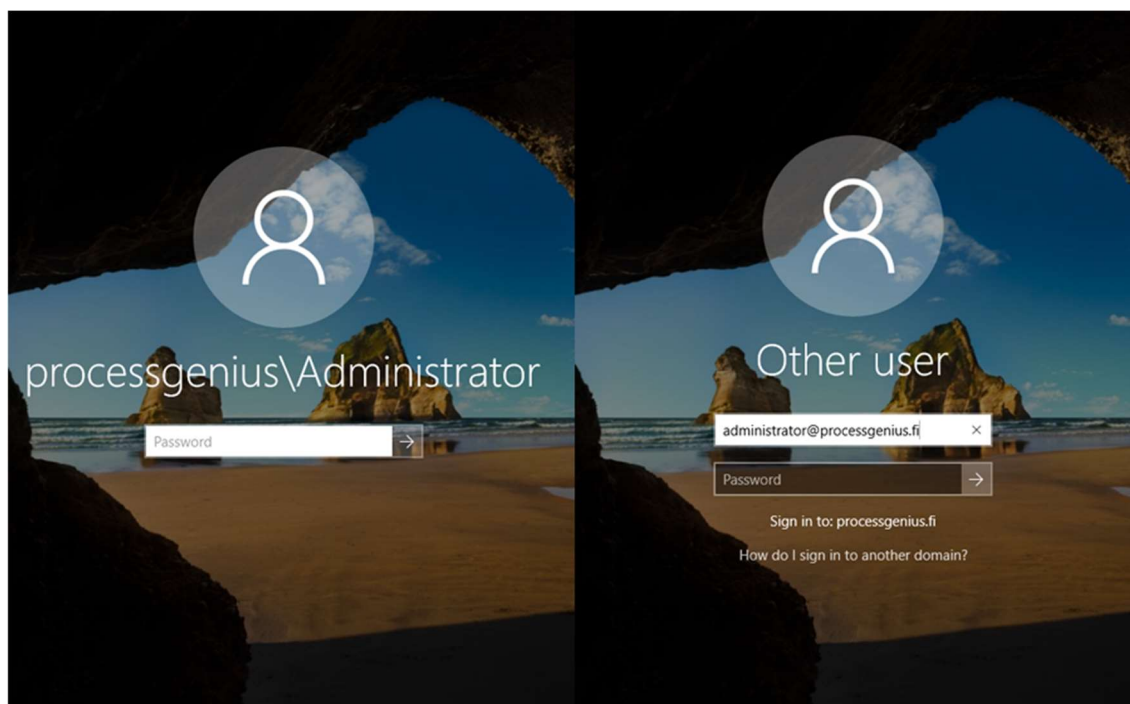 processgenius\Administrator
Password
Other user
administrator@processgenius.fi
Password
Sign in to: processgenius.fi
How do I sign in to another domain?